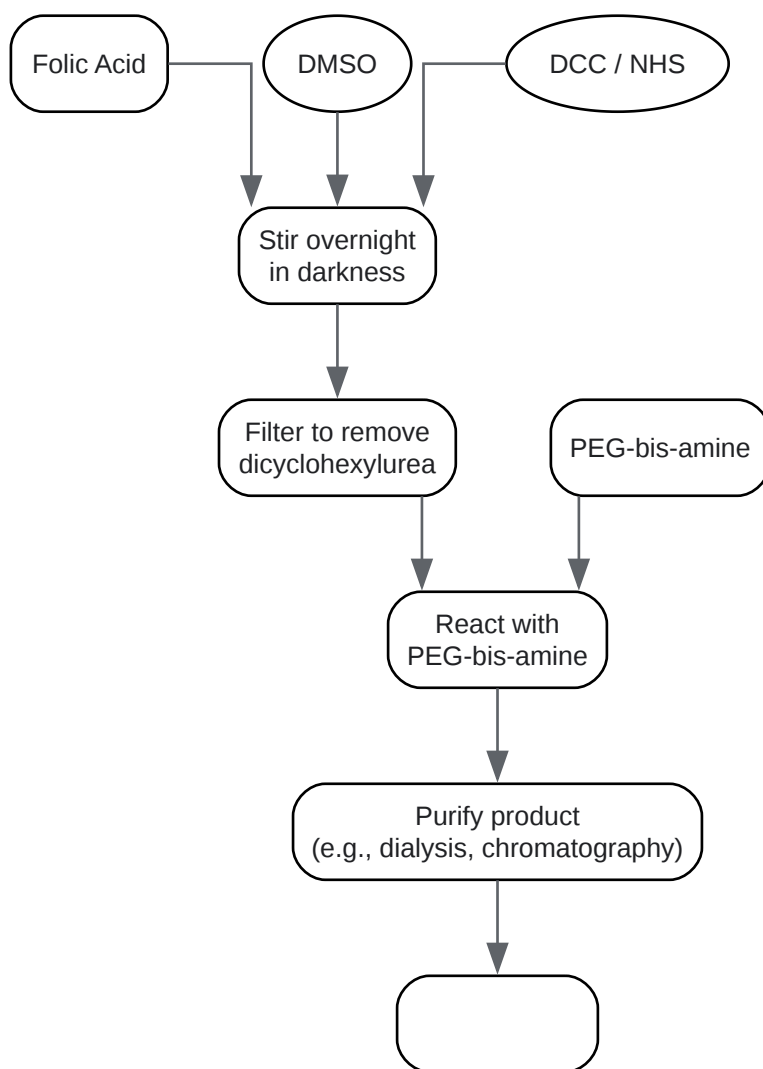 Folic Acid
DMSO
DCC / NHS
Stir overnight
in darkness
Filter to remove
dicyclohexylurea
PEG-bis-amine
React with
PEG-bis-amine
Purify product
(e.g., dialysis, chromatography)